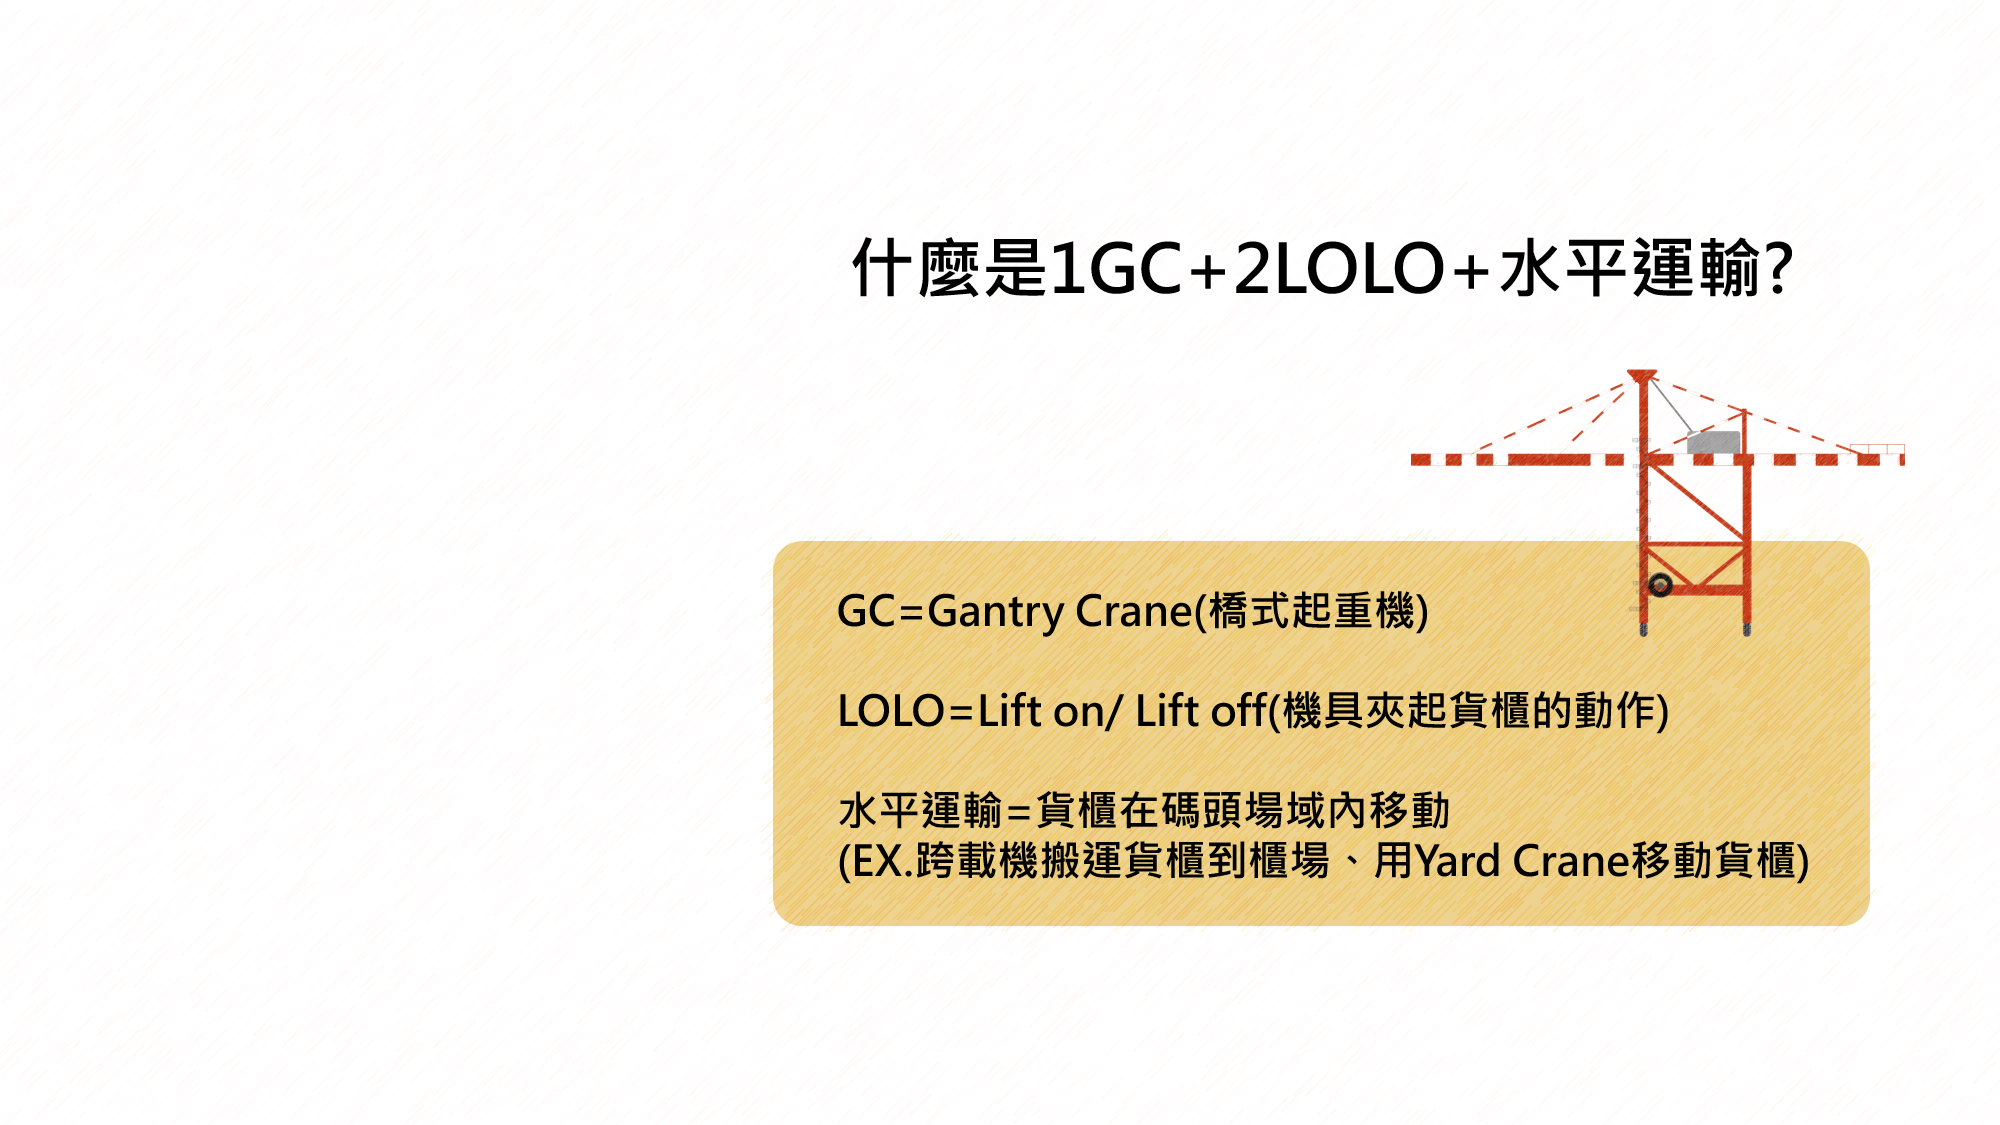 什麼是1GC+2LOLO+水平運輸?
GC=Gantry Crane(橋式起重機)
LOLO=Lift on/ Lift off(機具夾起貨櫃的動作)
水平運輸=貨櫃在碼頭場域內移動
(EX.跨載機搬運貨櫃到櫃場、用Yard Crane移動貨櫃)